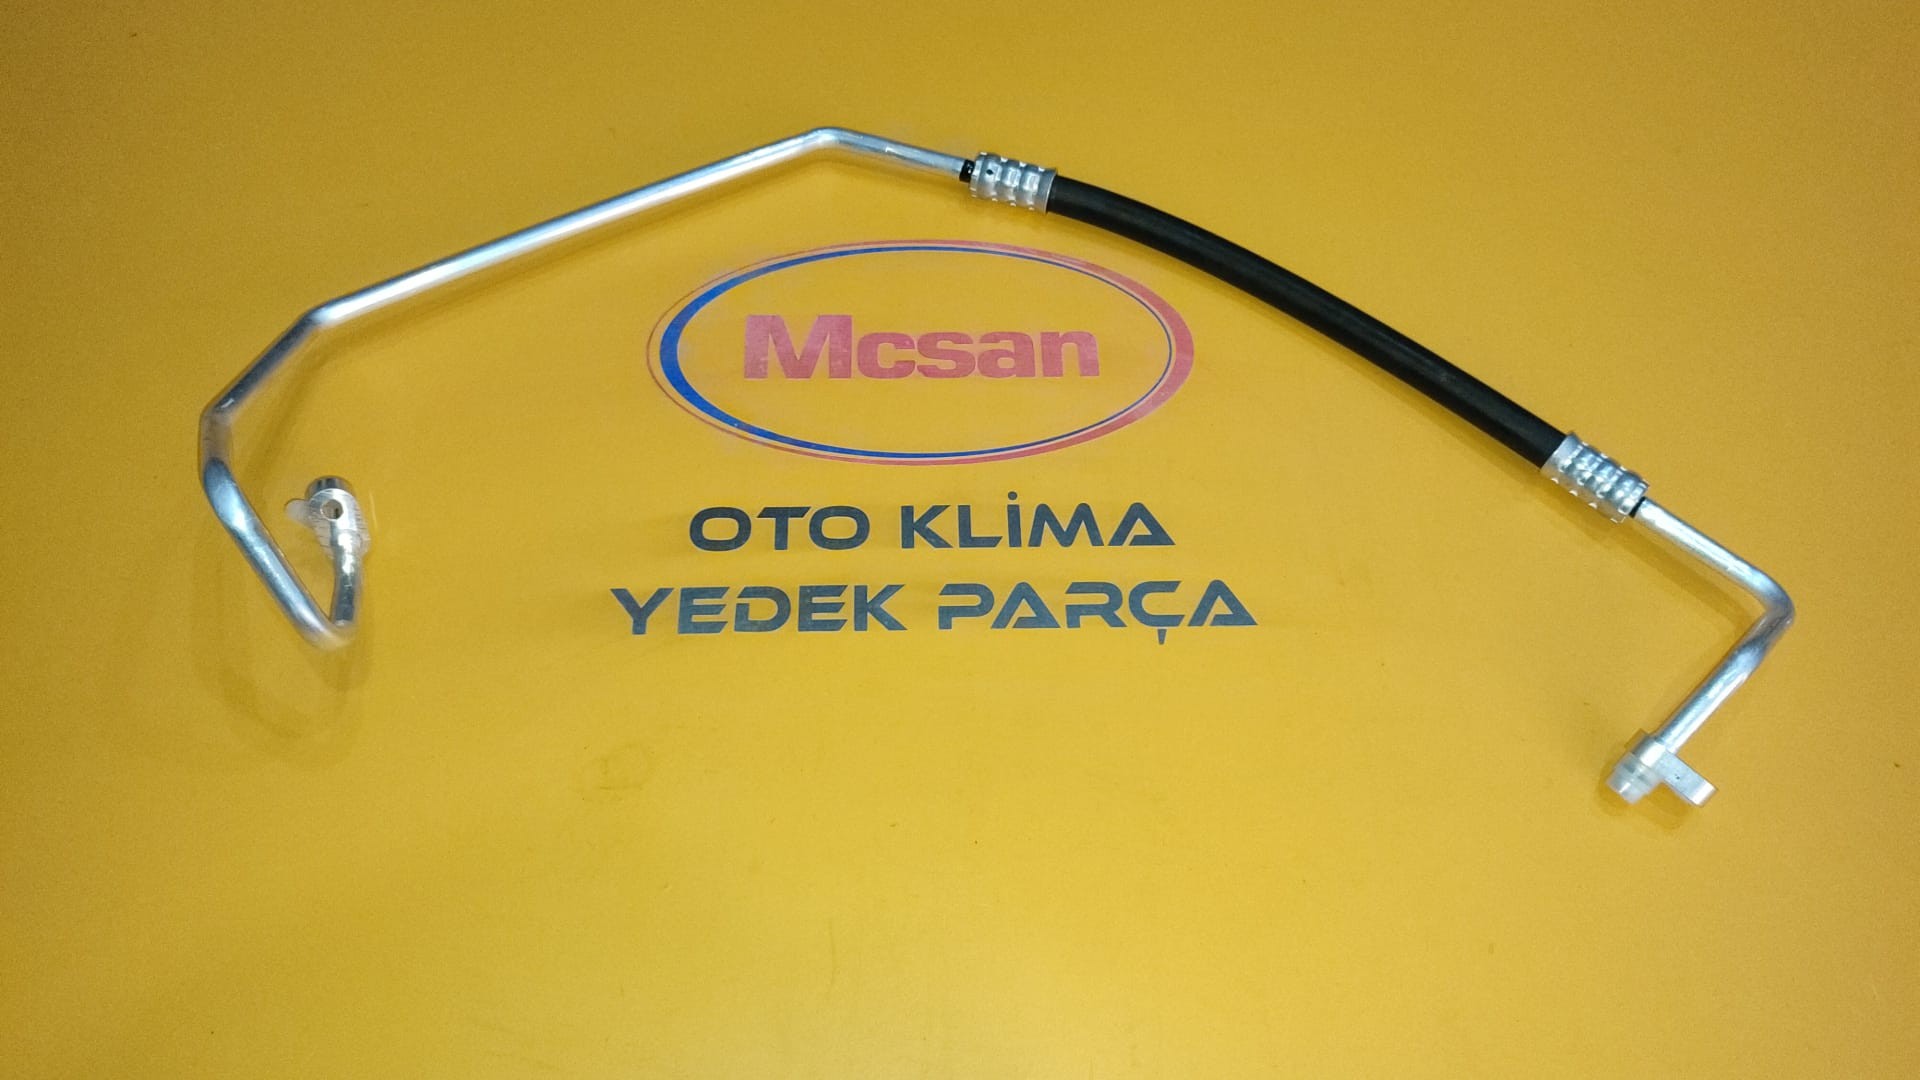 Mcsan
OTO KLİMA
YEDEK PARÇA